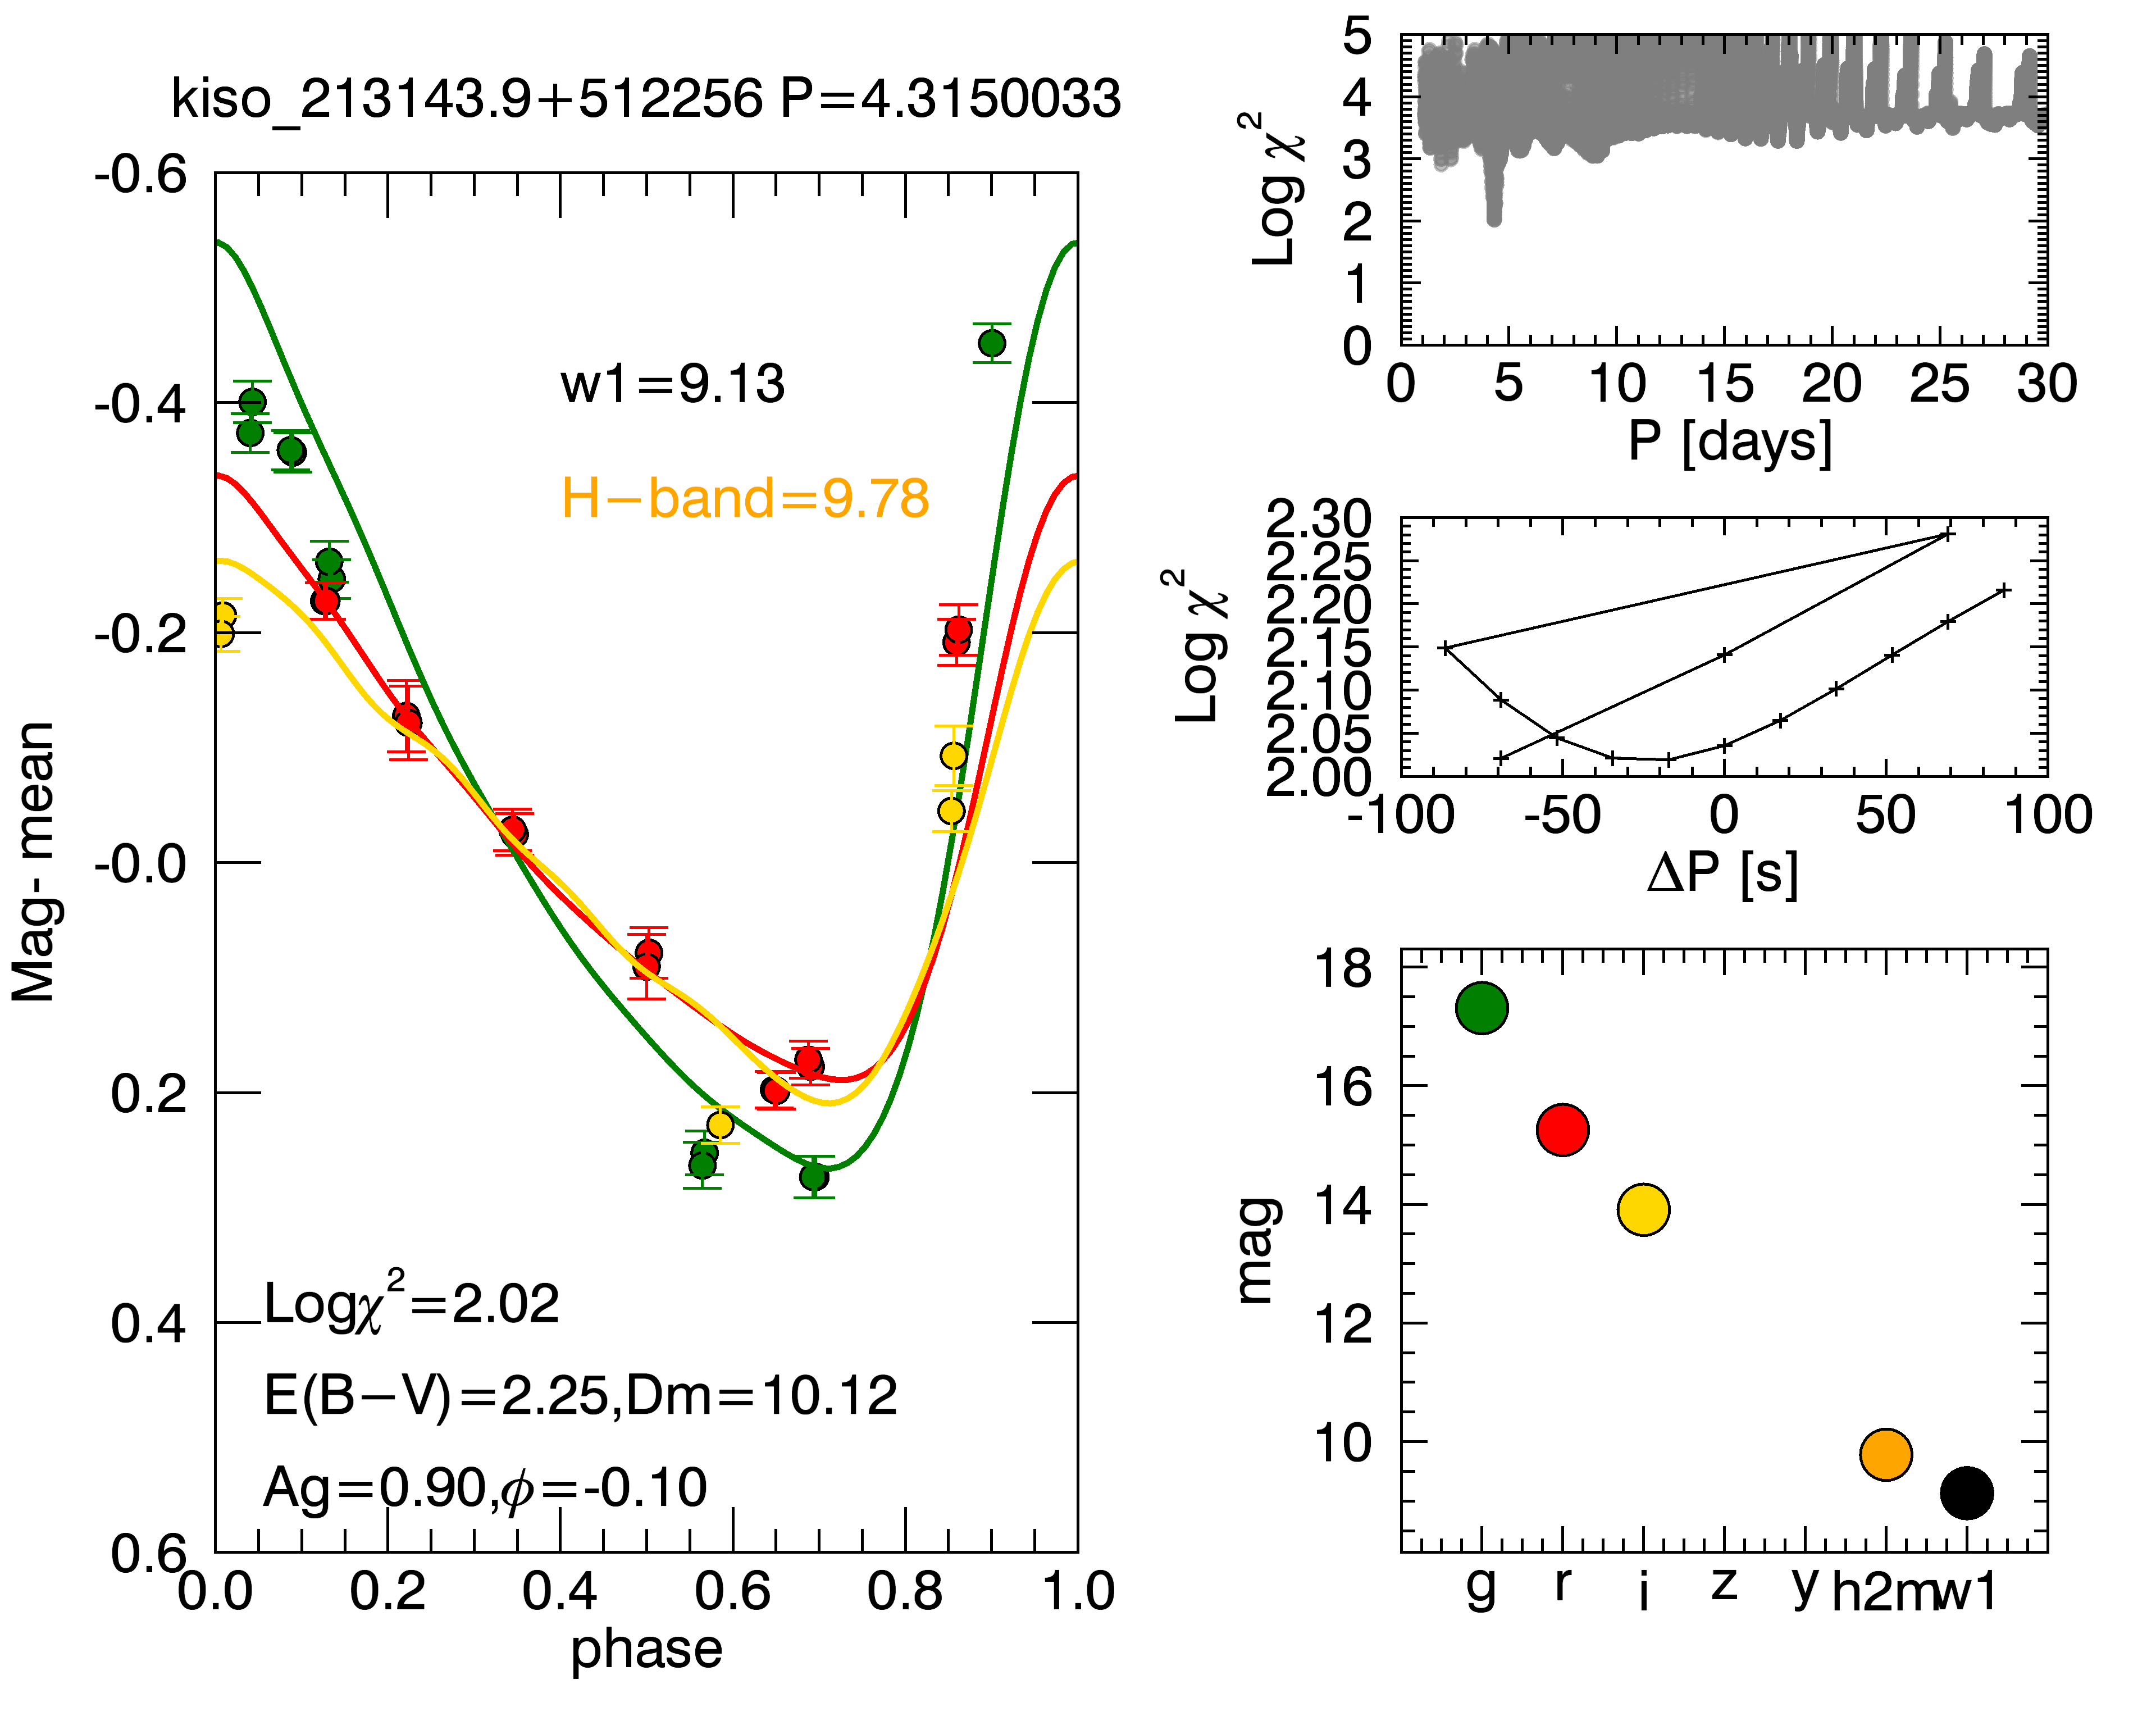 kiso_213143.9+512256 P=4.3150033
-0.6
-0.4
-0.2
-0.0
0.2
0.4
0.6
Mag- mean
w1=9.13
H-band=9.78
Logχ²=2.02
E(B-V)=2.25,Dm=10.12
Ag=0.90,ϕ=-0.10
0.0 0.2 0.4 0.6 0.8 1.0
phase
5
4
3
2
1
0
Log χ²
0 5 10 15 20 25 30
P [days]
2.30
2.25
2.20
2.15
2.10
2.05
2.00
Log χ²
-100 -50 0 50 100
ΔP [s]
18
16
14
12
10
mag
g r i z y h2mw1